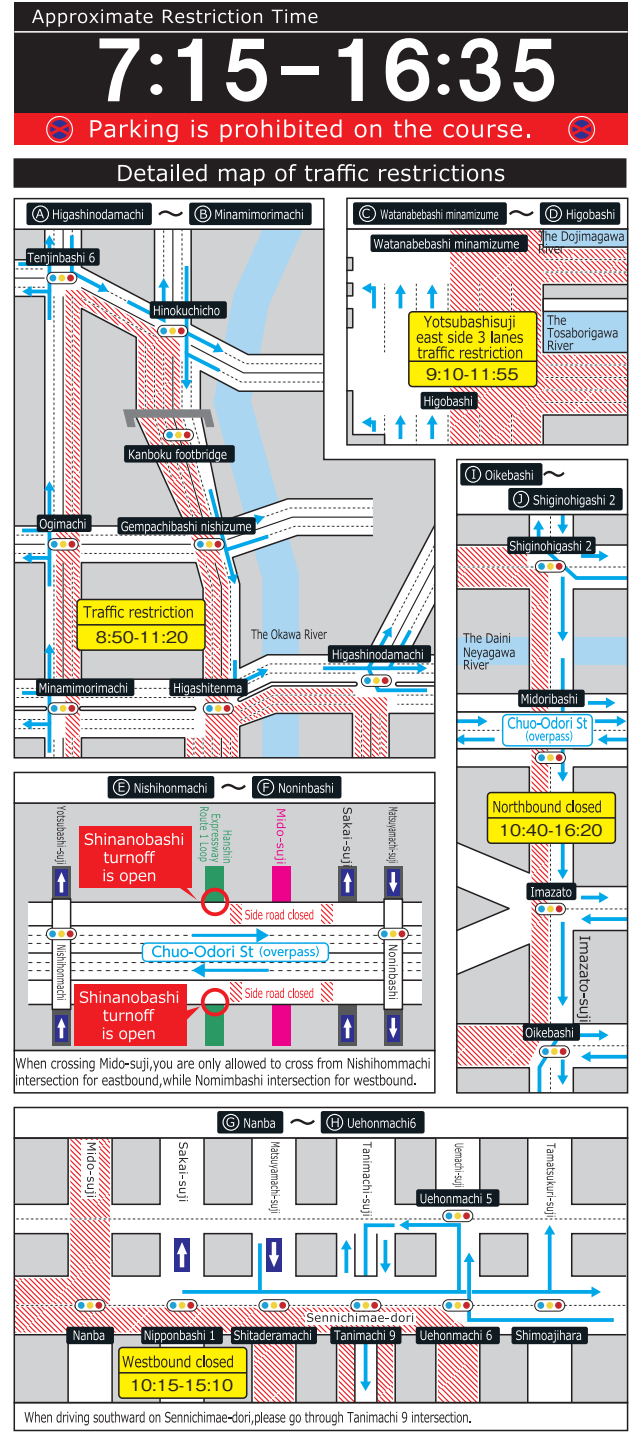 Approximate Restriction Time
7:15-16:35
Parking is prohibited on the course.
Detailed map of traffic restrictions
Ⓐ Higashinodamachi ～ Ⓑ Minamimorimachi
Tenjinbashi 6
Hinokuchicho
Kanboku footbridge
Ogimachi
Gempachibashi nishizume
Traffic restriction
8:50-11:20
The Okawa River
Higashinodamachi
Minamimorimachi
Higashitenma
Ⓒ Watanabebashi minamizume ～ Ⓓ Higobashi
Watanabebashi minamizume
The Dojimagawa
River
Yotsubashisuji
east side 3 lanes
traffic restriction
9:10-11:55
The
Tosaborigawa
River
Higobashi
Ⓘ Oikebashi ～
Ⓙ Shiginohigashi 2
Shiginohigashi 2
The Daini
Neyagawa
River
Midoribashi
Chuo-Odori St
(overpass)
Northbound closed
10:40-16:20
Imazato
Imazato-suji
Oikebashi
Ⓔ Nishihonmachi ～ Ⓕ Noninbashi
Yotsubashi-suji
Hanshin
Expressway
Route 1 Loop
Mido-suji
Sakai-suji
Matsuyamachi-suji
Shinanobashi
turnoff
is open
Side road closed
Nishihonmachi
Chuo-Odori St (overpass)
Noninbashi
Shinanobashi
turnoff
is open
Side road closed
When crossing Mido-suji,you are only allowed to cross from Nishihommachi
intersection for eastbound,while Nomimbashi intersection for westbound.
Ⓖ Nanba ～ Ⓗ Uehonmachi6
Mido-suji
Sakai-suji
Matsuyamachi-suji
Tanimachi-suji
Uemachi-suji
Tamatsukuri-suji
Uehonmachi 5
Sennichimae-dori
Nanba
Nipponbashi 1
Shitaderamachi
Tanimachi 9
Uehonmachi 6
Shimoajihara
Westbound closed
10:15-15:10
When driving southward on Sennichimae-dori,please go through Tanimachi 9 intersection.